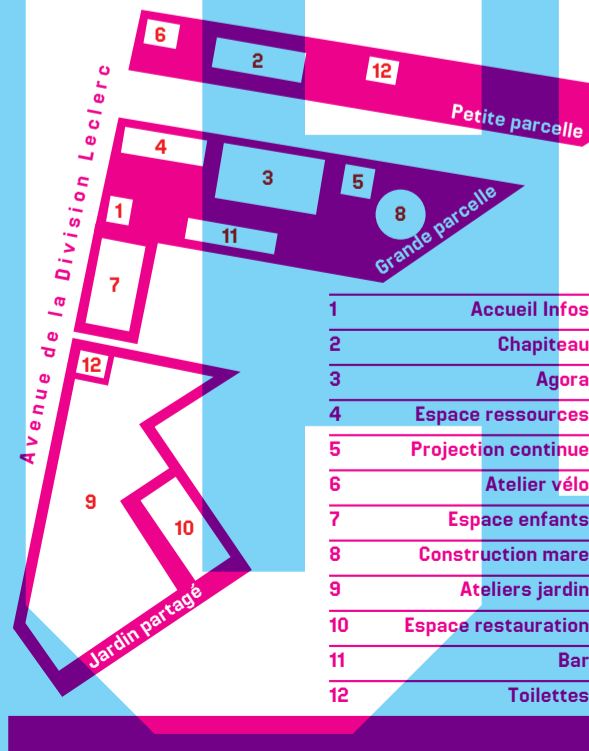 6
2
12
Petite parcelle
Avenue de la Division Leclerc
4
3
5
1
8
11
Grande parcelle
7
12
9
10
Jardin partagé
1 Accueil Infos
2 Chapiteau
3 Agora
4 Espace ressources
5 Projection continue
6 Atelier vélo
7 Espace enfants
8 Construction mare
9 Ateliers jardin
10 Espace restauration
11 Bar
12 Toilettes